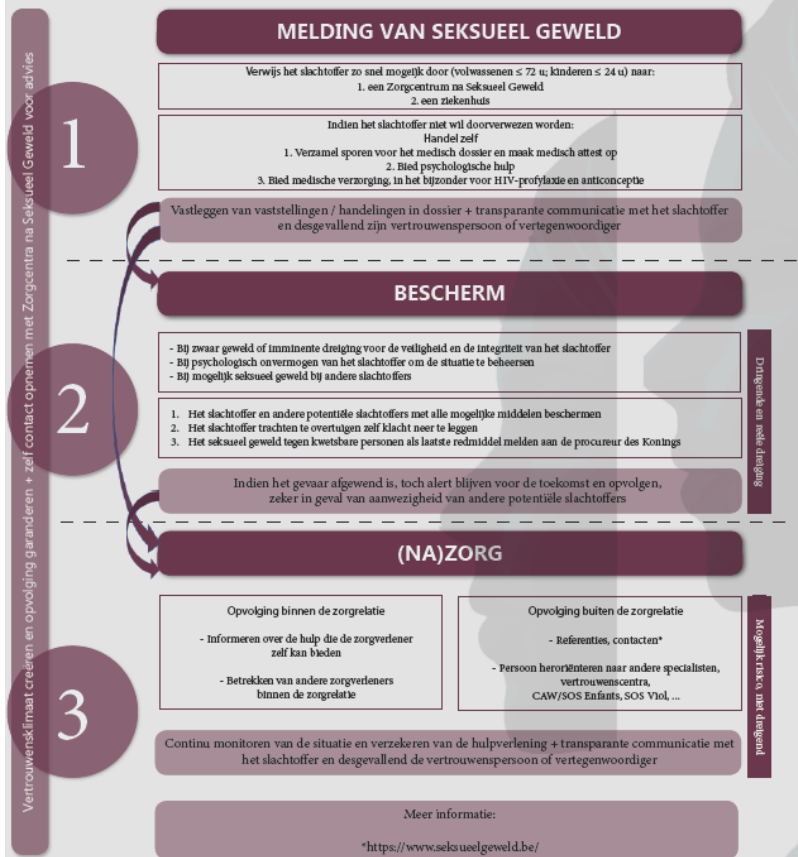 Vertrouwensklimaat creëren en opvolging garanderen + zelf contact opnemen met Zorgcentra na Seksueel Geweld voor advies
MELDING VAN SEKSUEEL GEWELD
1
Verwijs het slachtoffer zo snel mogelijk door (volwassenen ≤ 72 u; kinderen ≤ 24 u) naar:
1. een Zorgcentrum na Seksueel Geweld
2. een ziekenhuis
Indien het slachtoffer niet wil doorverwezen worden:
Handel zelf
1. Verzamel sporen voor het medisch dossier en maak medisch attest op
2. Bied psychologische hulp
3. Bied medische verzorging, in het bijzonder voor HIV-profylaxie en anticonceptie
Vastleggen van vaststellingen / handelingen in dossier + transparante communicatie met het slachtoffer
en desgevallend zijn vertrouwenspersoon of vertegenwoordiger
BESCHERM
2
- Bij zwaar geweld of imminente dreiging voor de veiligheid en de integriteit van het slachtoffer
- Bij psychologisch onvermogen van het slachtoffer om de situatie te beheersen
- Bij mogelijk seksueel geweld bij andere slachtoffers
1. Het slachtoffer en andere potentiële slachtoffers met alle mogelijke middelen beschermen
2. Het slachtoffer trachten te overtuigen zelf klacht neer te leggen
3. Het seksueel geweld tegen kwetsbare personen als laatste redmiddel melden aan de procureur des Konings
Dringende en reële dreiging
Indien het gevaar afgewend is, toch alert blijven voor de toekomst en opvolgen,
zeker in geval van aanwezigheid van andere potentiële slachtoffers
(NA)ZORG
3
Opvolging binnen de zorgrelatie
- Informeren over de hulp die de zorgverlener
zelf kan bieden
- Betrekken van andere zorgverleners
binnen de zorgrelatie
Opvolging buiten de zorgrelatie
- Referenties, contacten*
- Persoon heroriënteren naar andere specialisten,
vertrouwenscentra,
CAW/SOS Enfants, SOS Viol, ...
Mogelijk risico, niet dreigend
Continu monitoren van de situatie en verzekeren van de hulpverlening + transparante communicatie met
het slachtoffer en desgevallend de vertrouwenspersoon of vertegenwoordiger
Meer informatie:
*https://www.seksueelgeweld.be/